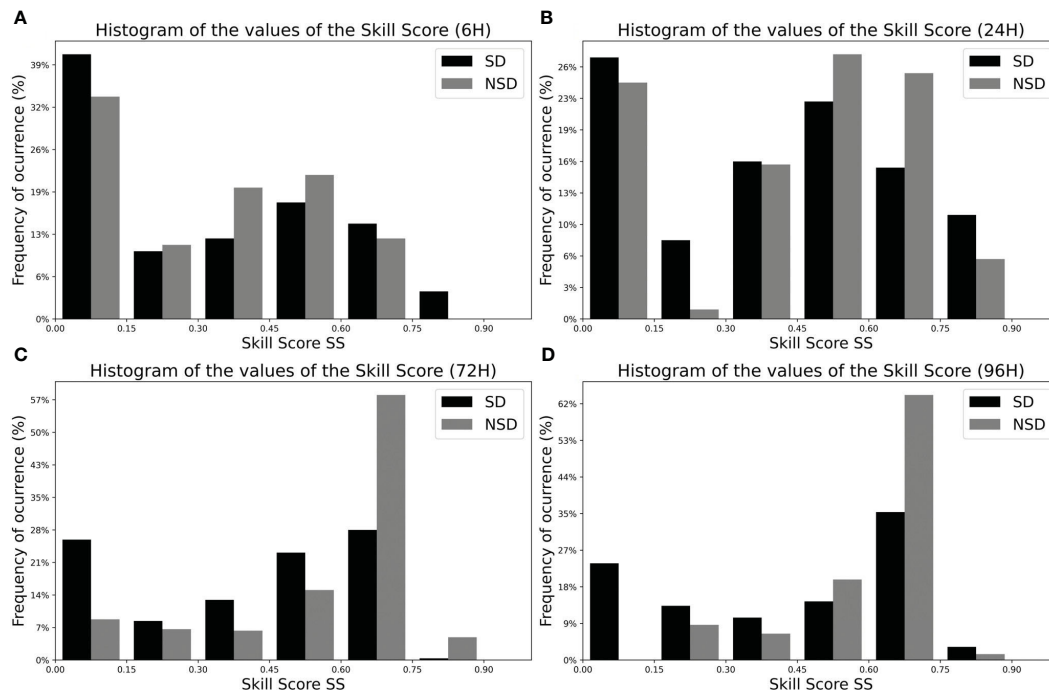 A
Histogram of the values of the Skill Score (6H)
Frequency of ocurrence (%)
39%
32%
26%
19%
13%
6%
0%
SD
NSD
0.00 0.15 0.30 0.45 0.60 0.75 0.90
Skill Score SS
B
Histogram of the values of the Skill Score (24H)
Frequency of ocurrence (%)
26%
23%
19%
16%
13%
10%
6%
3%
0%
SD
NSD
0.00 0.15 0.30 0.45 0.60 0.75 0.90
Skill Score SS
C
Histogram of the values of the Skill Score (72H)
Frequency of ocurrence (%)
57%
50%
43%
35%
28%
21%
14%
7%
0%
SD
NSD
0.00 0.15 0.30 0.45 0.60 0.75 0.90
Skill Score SS
D
Histogram of the values of the Skill Score (96H)
Frequency of ocurrence (%)
62%
53%
44%
35%
27%
18%
9%
0%
SD
NSD
0.00 0.15 0.30 0.45 0.60 0.75 0.90
Skill Score SS